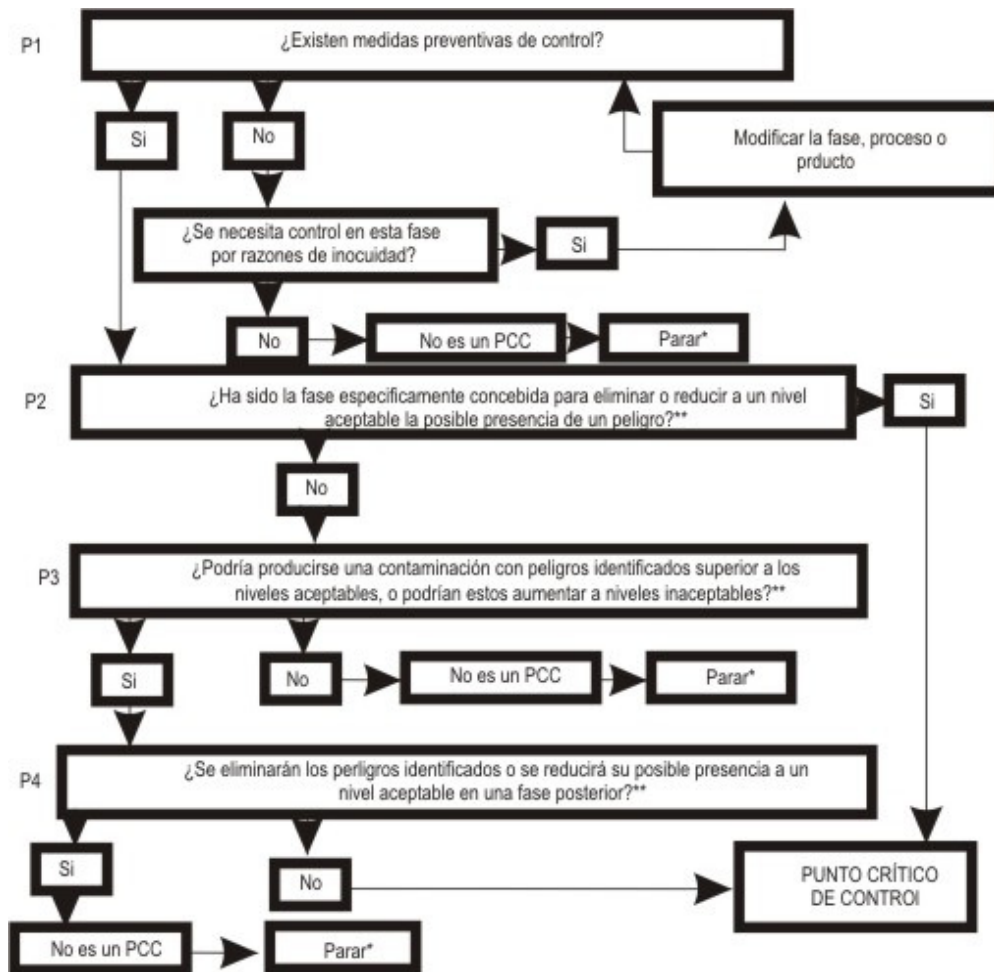 P1
¿Existen medidas preventivas de control?
Si
No
Modificar la fase, proceso o
prducto
¿Se necesita control en esta fase
por razones de inocuidad?
Si
No
No es un PCC
Parar*
P2
¿Ha sido la fase especificamente concebida para eliminar o reducir a un nivel
aceptable la posible presencia de un peligro?**
Si
No
P3
¿Podría producirse una contaminación con peligros identificados superior a los
niveles aceptables, o podrían estos aumentar a niveles inaceptables?**
Si
No
No es un PCC
Parar*
P4
¿Se eliminarán los perligros identificados o se reducirá su posible presencia a un
nivel aceptable en una fase posterior?**
Si
No
PUNTO CRÍTICO
DE CONTROl
No es un PCC
Parar*